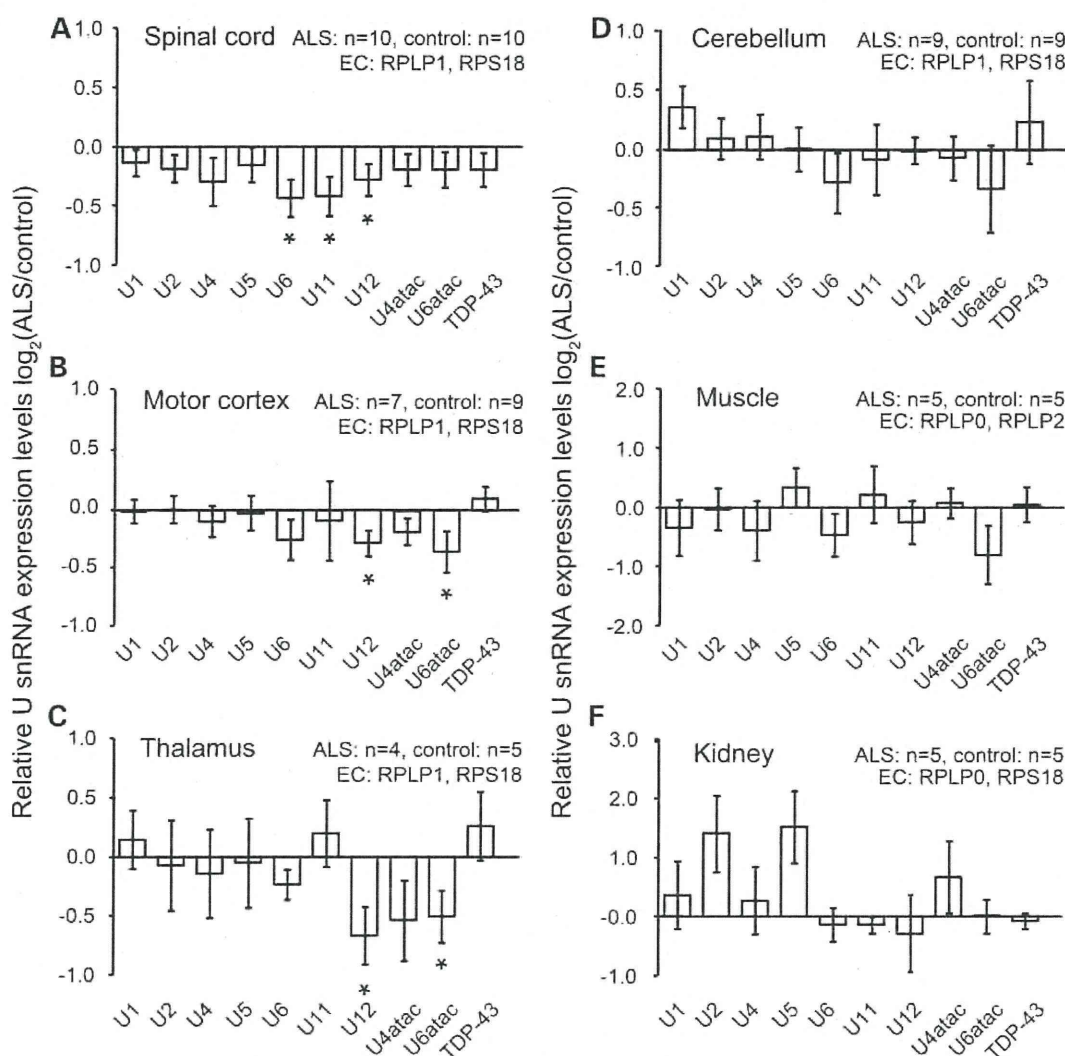 Relative U snRNA expression levels log2(ALS/control)
A
Spinal cord
ALS: n=10, control: n=10
EC: RPLP1, RPS18
1.0
0.5
0.0
-0.5
-1.0
* * *
U1 U2 U4 U5 U6 U11 U12 U4atac U6atac TDP-43
B
Motor cortex
ALS: n=7, control: n=9
EC: RPLP1, RPS18
1.0
0.5
0.0
-0.5
-1.0
* *
U1 U2 U4 U5 U6 U11 U12 U4atac U6atac TDP-43
C
Thalamus
ALS: n=4, control: n=5
EC: RPLP1, RPS18
1.0
0.5
0.0
-0.5
-1.0
* *
U1 U2 U4 U5 U6 U11 U12 U4atac U6atac TDP-43
Relative U snRNA expression levels log2(ALS/control)
D
Cerebellum
ALS: n=9, control: n=9
EC: RPLP1, RPS18
1.0
0.5
0.0
-0.5
-1.0
U1 U2 U4 U5 U6 U11 U12 U4atac U6atac TDP-43
E
Muscle
ALS: n=5, control: n=5
EC: RPLP0, RPLP2
2.0
1.0
0.0
-1.0
-2.0
U1 U2 U4 U5 U6 U11 U12 U4atac U6atac TDP-43
F
Kidney
ALS: n=5, control: n=5
EC: RPLP0, RPS18
3.0
2.0
1.0
-0.0
-1.0
U1 U2 U4 U5 U6 U11 U12 U4atac U6atac TDP-43